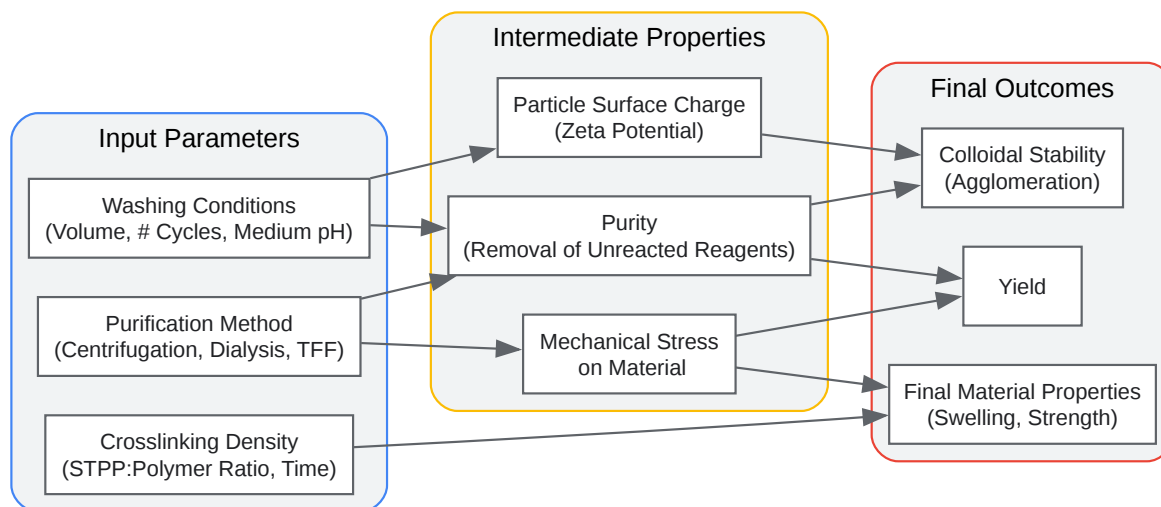 Input Parameters
Washing Conditions
(Volume, # Cycles, Medium pH)
Purification Method
(Centrifugation, Dialysis, TFF)
Crosslinking Density
(STPP:Polymer Ratio, Time)
Intermediate Properties
Particle Surface Charge
(Zeta Potential)
Purity
(Removal of Unreacted Reagents)
Mechanical Stress
on Material
Final Outcomes
Colloidal Stability
(Agglomeration)
Yield
Final Material Properties
(Swelling, Strength)